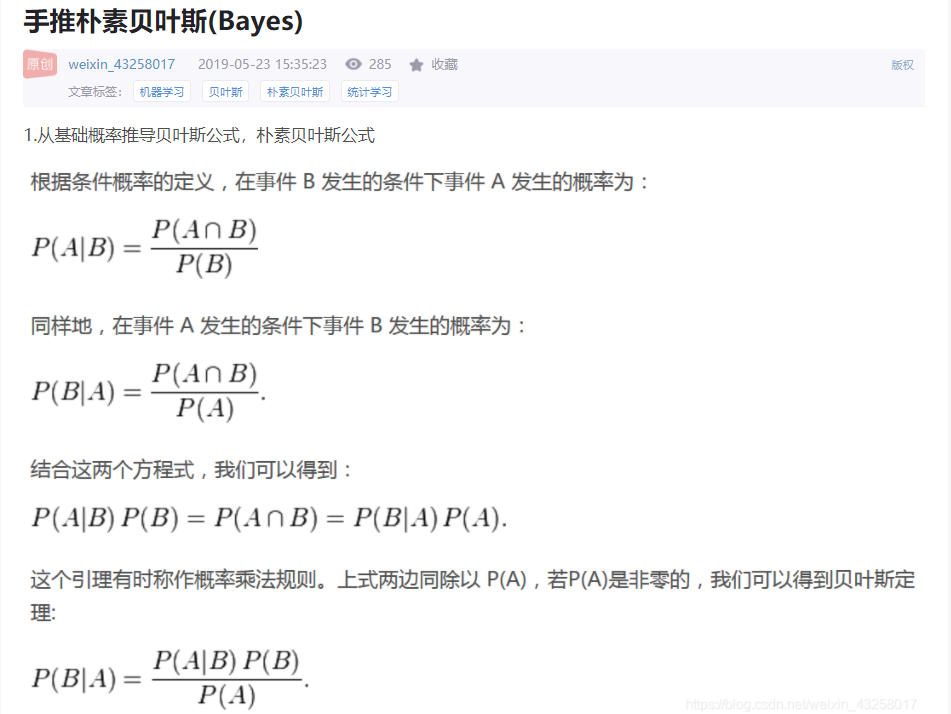 手推朴素贝叶斯(Bayes)
原创 weixin_43258017 2019-05-23 15:35:23 285 收藏 版权
文章标签: 机器学习 贝叶斯 朴素贝叶斯 统计学习
1.从基础概率推导贝叶斯公式，朴素贝叶斯公式
根据条件概率的定义，在事件 B 发生的条件下事件 A 发生的概率为：
P(A|B) = P(A∩B) / P(B)
同样地，在事件 A 发生的条件下事件 B 发生的概率为：
P(B|A) = P(A∩B) / P(A).
结合这两个方程式，我们可以得到：
P(A|B) P(B) = P(A∩B) = P(B|A) P(A).
这个引理有时称作概率乘法规则。上式两边同除以 P(A)，若P(A)是非零的，我们可以得到贝叶斯定
理:
P(B|A) = P(A|B) P(B) / P(A).
https://blog.csdn.net/weixin_43258017